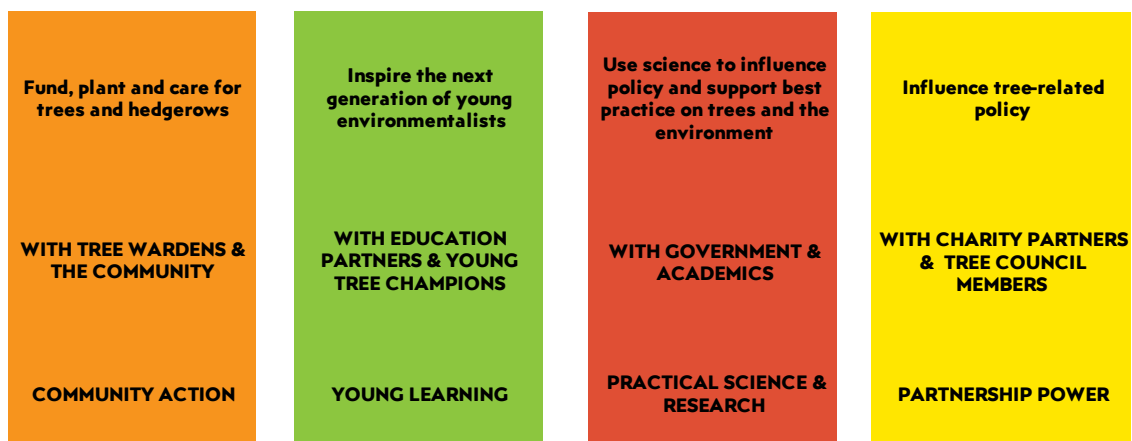 Fund, plant and care for
trees and hedgerows
WITH TREE WARDENS &
THE COMMUNITY
COMMUNITY ACTION
Inspire the next
generation of young
environmentalists
WITH EDUCATION
PARTNERS & YOUNG
TREE CHAMPIONS
YOUNG LEARNING
Use science to influence
policy and support best
practice on trees and the
environment
WITH GOVERNMENT &
ACADEMICS
PRACTICAL SCIENCE &
RESEARCH
Influence tree-related
policy
WITH CHARITY PARTNERS
& TREE COUNCIL
MEMBERS
PARTNERSHIP POWER